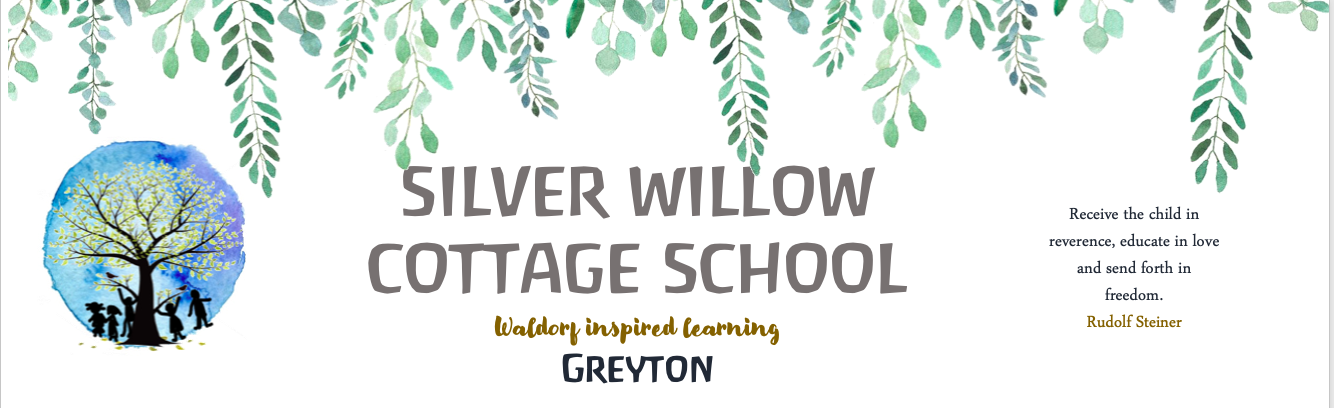 SILVER WILLOW
COTTAGE SCHOOL
Waldorf inspired learning
GREYTON
Receive the child in
reverence, educate in love
and send forth in
freedom.
Rudolf Steiner